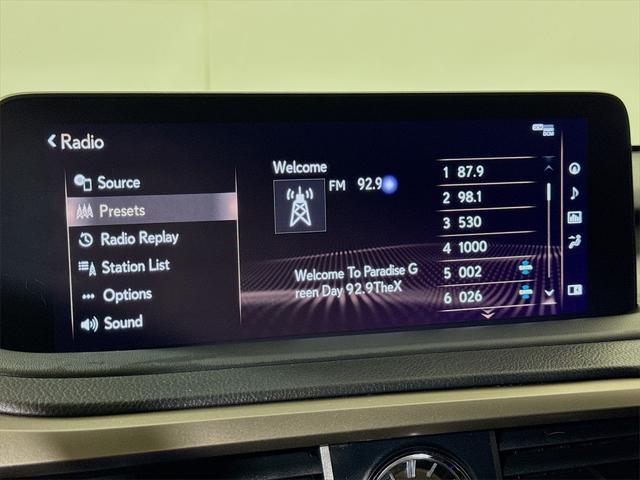 Radio
Source
Presets
Radio Replay
Station List
Options
Sound
Welcome
FM 92.9
Welcome To Paradise G
reen Day 92.9TheX
1 87.9
2 98.1
3 530
4 1000
5 002
6 026
DCM